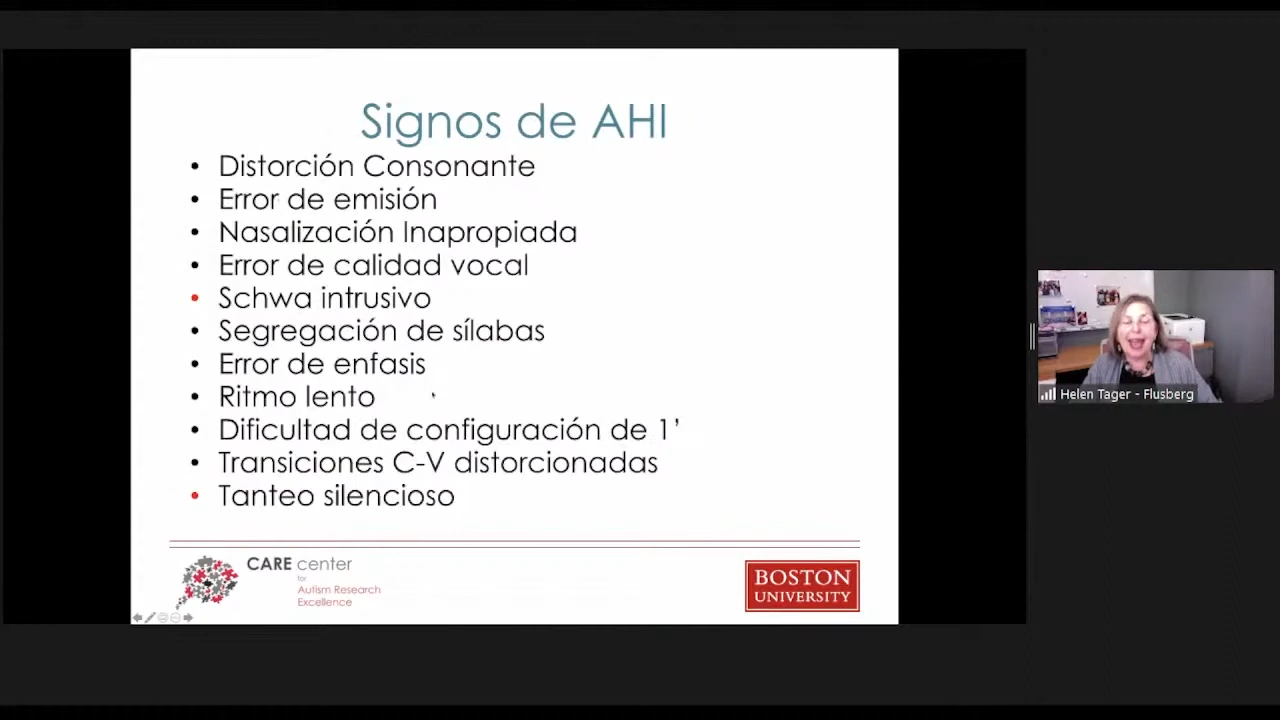 Signos de AHI
• Distorción Consonante
• Error de emisión
• Nasalización Inapropiada
• Error de calidad vocal
• Schwa intrusivo
• Segregación de sílabas
• Error de enfasis
• Ritmo lento
• Dificultad de configuración de 1’
• Transiciones C-V distorcionadas
• Tanteo silencioso
CARE center
for
Autism Research
Excellence
BOSTON
UNIVERSITY
Helen Tager - Flusberg